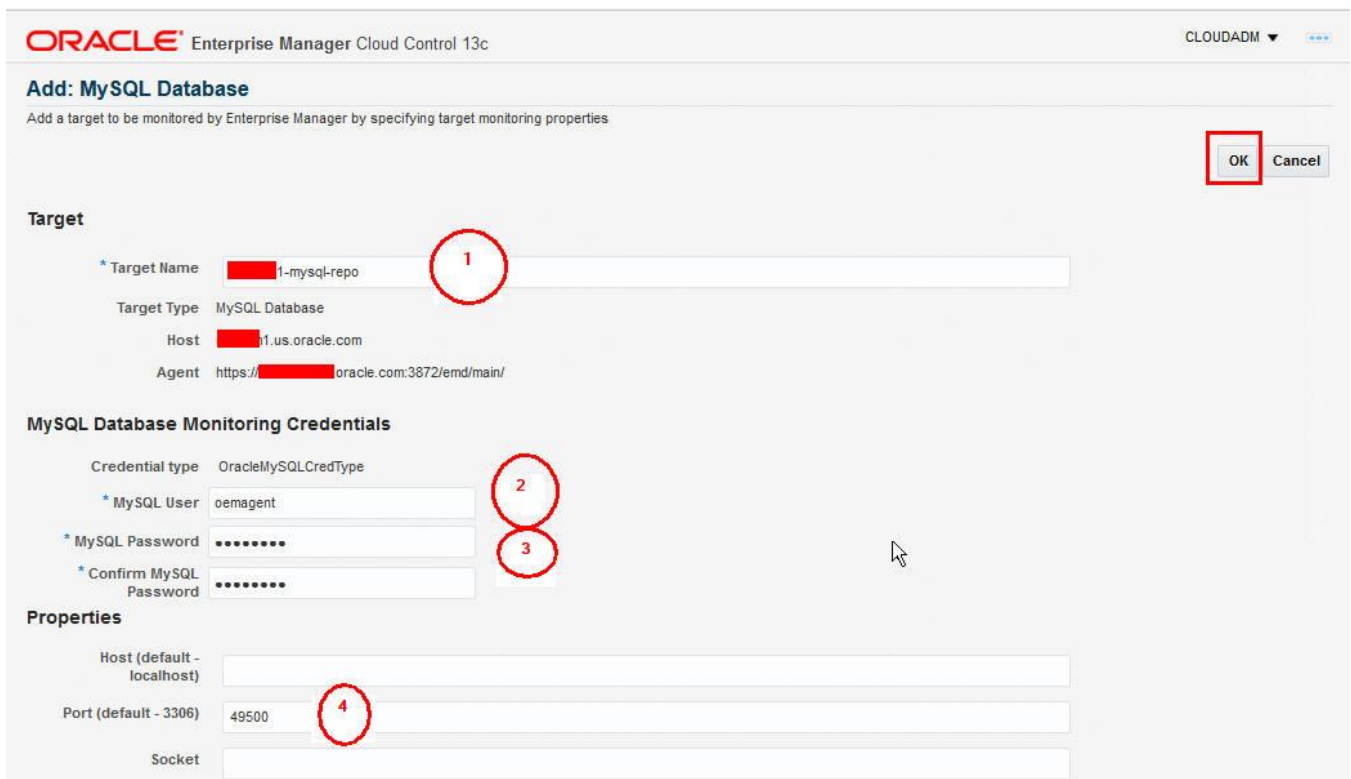 ORACLE Enterprise Manager Cloud Control 13c CLOUDADM
Add: MySQL Database
Add a target to be monitored by Enterprise Manager by specifying target monitoring properties
OK Cancel
Target
* Target Name 1-mysql-repo 1
Target Type MySQL Database
Host 1.us.oracle.com
Agent https:// oracle.com:3872/emd/main/
MySQL Database Monitoring Credentials
Credential type OracleMySQLCredType
* MySQL User oemagent 2
* MySQL Password •••••••• 3
* Confirm MySQL
Password ••••••••
Properties
Host (default -
localhost)
Port (default - 3306) 49500 4
Socket